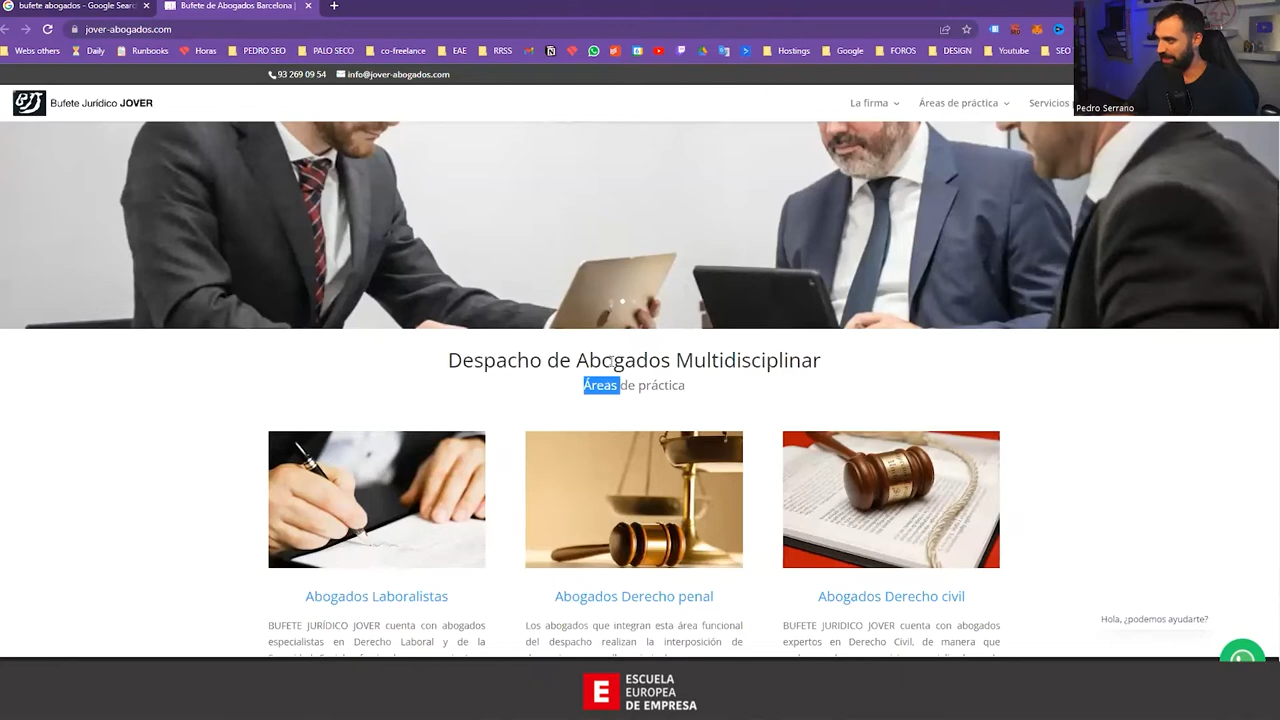 bufete abogados - Google Sear
Bufete de Abogados Barcelona |
jover-abogados.com
Webs others
Daily
Runbooks
Horas
PEDRO SEO
PALO SECO
co-freelance
EAE
RRSS
Hostings
Google
FOROS
DESIGN
Youtube
SEO
93 269 09 54
info@jover-abogados.com
Bufete Jurídico JOVER
La firma
Áreas de práctica
Servicios
Pedro Serrano
Despacho de Abogados Multidisciplinar
Áreas de práctica
Abogados Laboralistas
BUFETE JURÍDICO JOVER cuenta con abogados
especialistas en Derecho Laboral y de la
Abogados Derecho penal
Los abogados que integran esta área funcional
del despacho realizan la interposición de
Abogados Derecho civil
BUFETE JURIDICO JOVER cuenta con abogados
expertos en Derecho Civil, de manera que
Hola, ¿podemos ayudarte?
E
ESCUELA
EUROPEA
DE EMPRESA